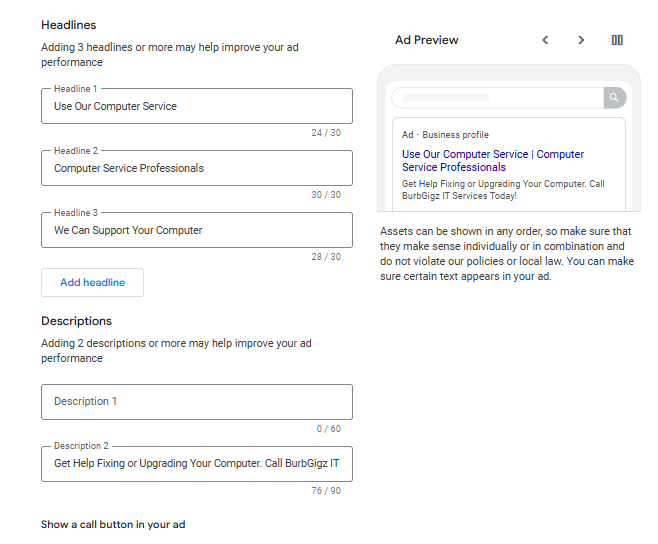 Headlines
Adding 3 headlines or more may help improve your ad
performance
Headline 1
Use Our Computer Service
24 / 30
Headline 2
Computer Service Professionals
30 / 30
Headline 3
We Can Support Your Computer
28 / 30
Add headline
Descriptions
Adding 2 descriptions or more may help improve your ad
performance
Description 1
0 / 60
Description 2
Get Help Fixing or Upgrading Your Computer. Call BurbGigz IT
76 / 90
Show a call button in your ad
Ad Preview
Ad · Business profile
Use Our Computer Service | Computer
Service Professionals
Get Help Fixing or Upgrading Your Computer. Call
BurbGigz IT Services Today!
Assets can be shown in any order, so make sure that
they make sense individually or in combination and
do not violate our policies or local law. You can make
sure certain text appears in your ad.